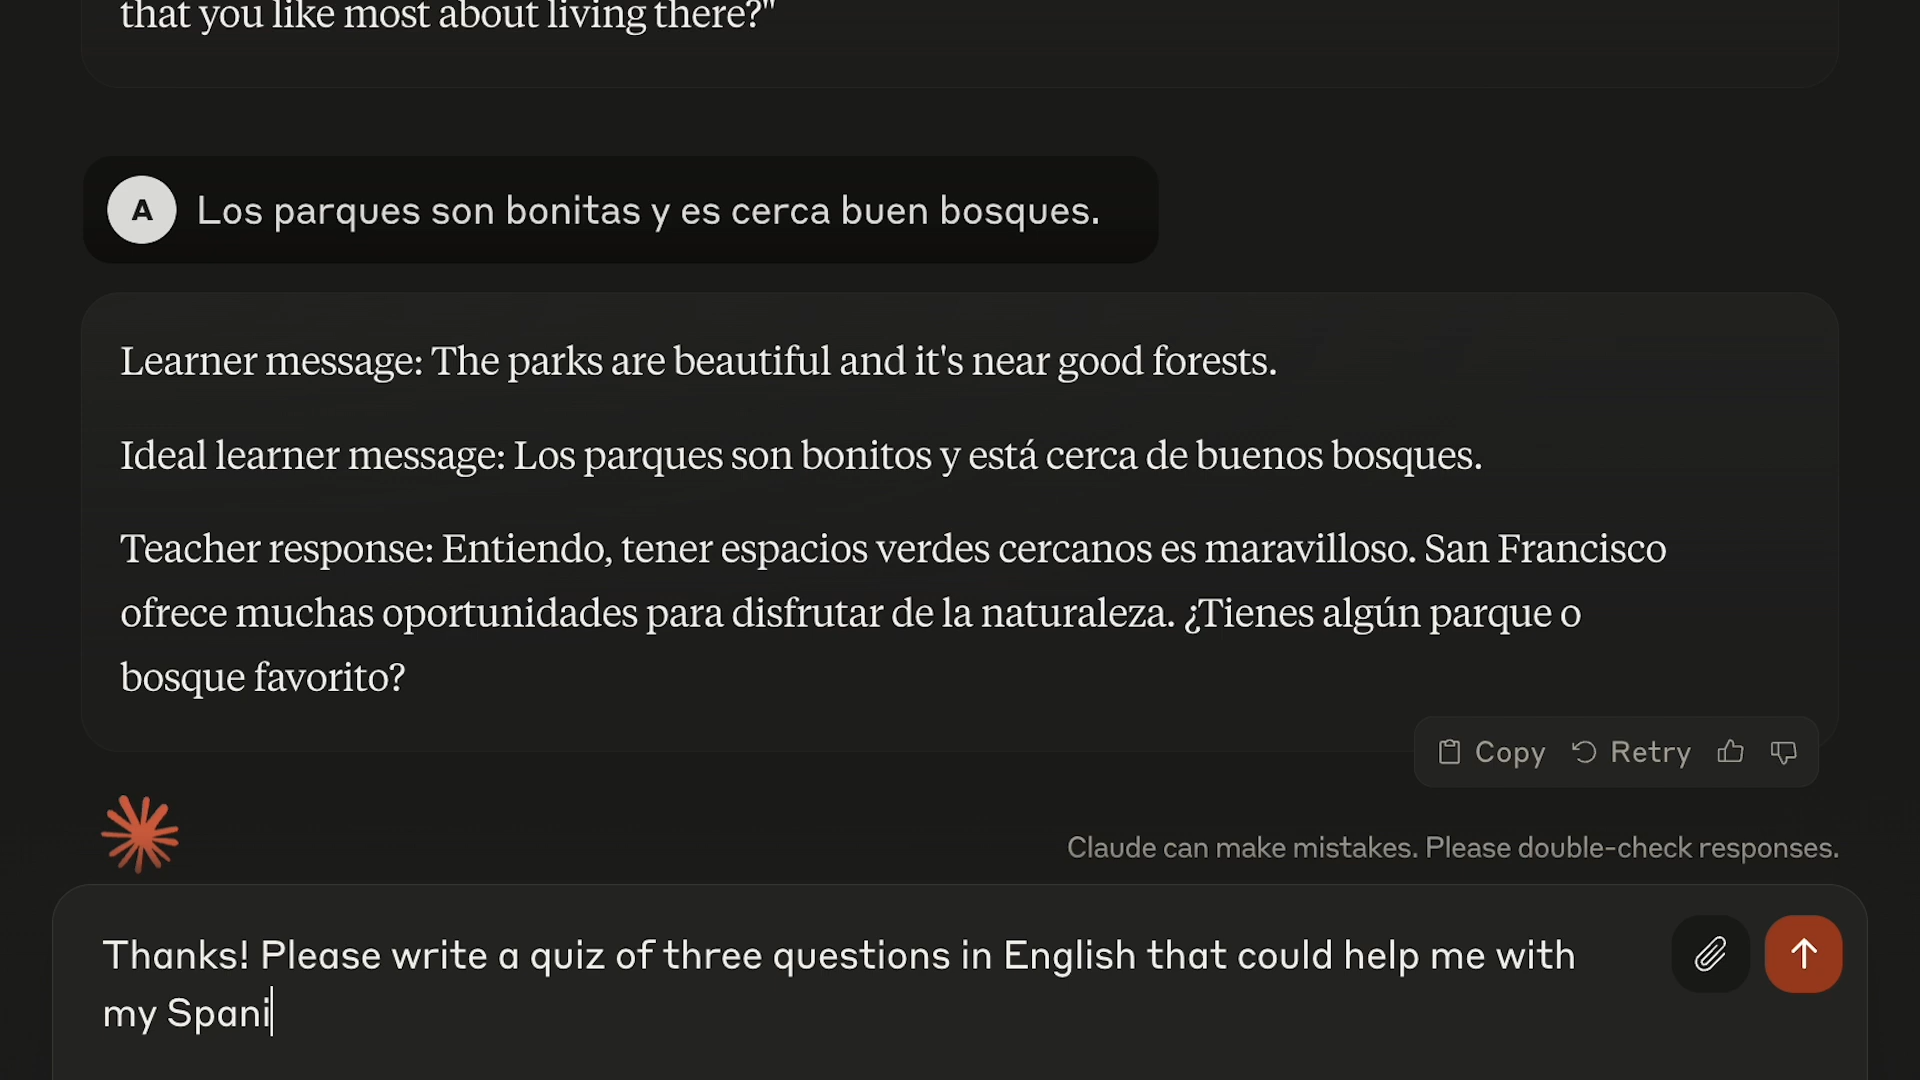 that you like most about living there?"
A
Los parques son bonitas y es cerca buen bosques.
Learner message: The parks are beautiful and it's near good forests.
Ideal learner message: Los parques son bonitos y está cerca de buenos bosques.
Teacher response: Entiendo, tener espacios verdes cercanos es maravilloso. San Francisco
ofrece muchas oportunidades para disfrutar de la naturaleza. ¿Tienes algún parque o
bosque favorito?
Copy Retry
Claude can make mistakes. Please double-check responses.
Thanks! Please write a quiz of three questions in English that could help me with
my Spani